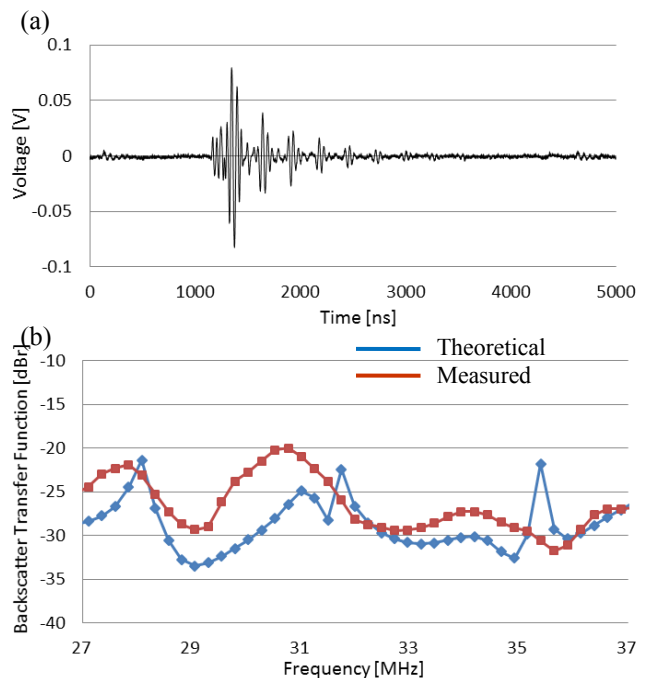 (a)
0.1
0.05
0
-0.05
-0.1
Voltage [V]
0 1000 2000 3000 4000 5000
Time [ns]
(b)
Theoretical
Measured
-10
-15
-20
-25
-30
-35
-40
Backscatter Transfer Function [dBr]
27 29 31 33 35 37
Frequency [MHz]